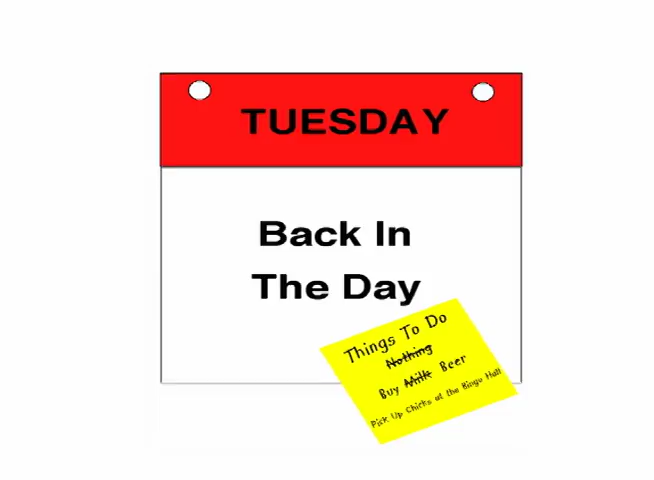 TUESDAY
Back In
The Day
Things To Do
Nothing
Buy Milk Beer
Pick Up Chicks at the Bingo Hall